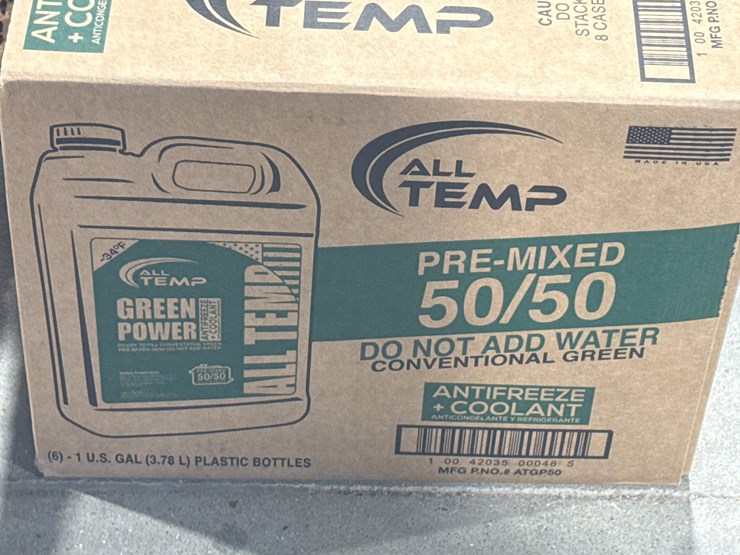 ANT
+ CO
ANTICONGE
TEMP
CAU
DO
STACK
8 CASE
1 00 4203
MFG P.NO
ALL
TEMP
MADE IN USA
-34°F
ALL
TEMP
GREEN
POWER
ANTIFREEZE
+ COOLANT
ALL TEMP
50/50
PRE-MIXED
50/50
DO NOT ADD WATER
CONVENTIONAL GREEN
ANTIFREEZE
+ COOLANT
ANTICONGELANTE Y REFRIGERANTE
1 00 42035 00048 5
MFG P.NO.# ATGP50
(6) - 1 U.S. GAL (3.78 L) PLASTIC BOTTLES